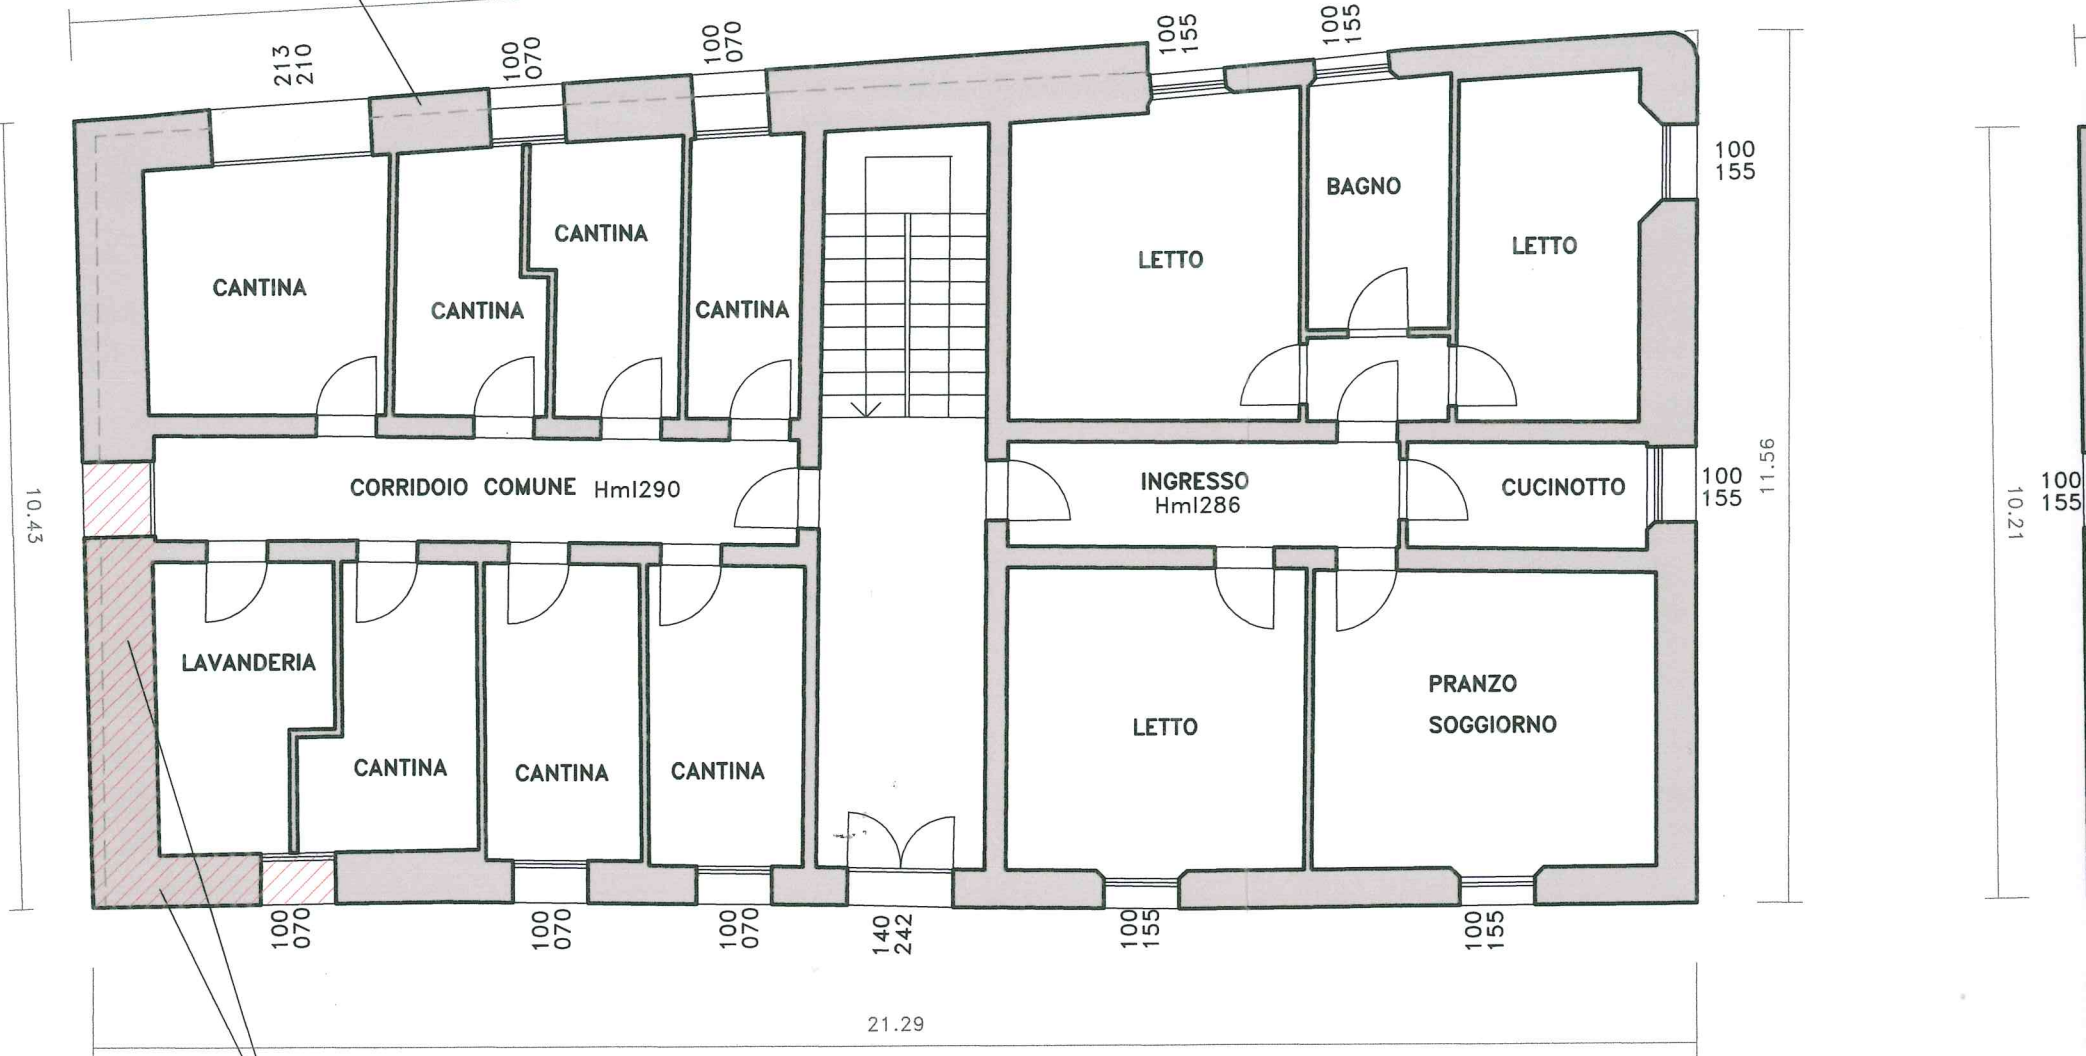 213
210
100
070
100
070
100
155
100
155
100
155
BAGNO
CANTINA
LETTO
LETTO
CANTINA
CANTINA
CANTINA
10.43
CORRIDOIO COMUNE Hml290
INGRESSO
Hml286
CUCINOTTO
100
155
11.56
10.21
100
155
LAVANDERIA
PRANZO
SOGGIORNO
LETTO
CANTINA
CANTINA
CANTINA
100
070
100
070
100
070
140
242
100
155
100
155
21.29